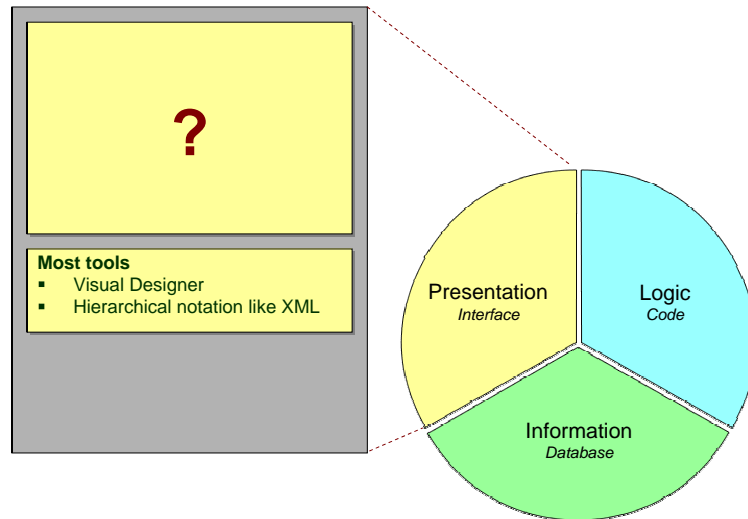 ?
Most tools
▪ Visual Designer
▪ Hierarchical notation like XML
Presentation
Interface
Logic
Code
Information
Database